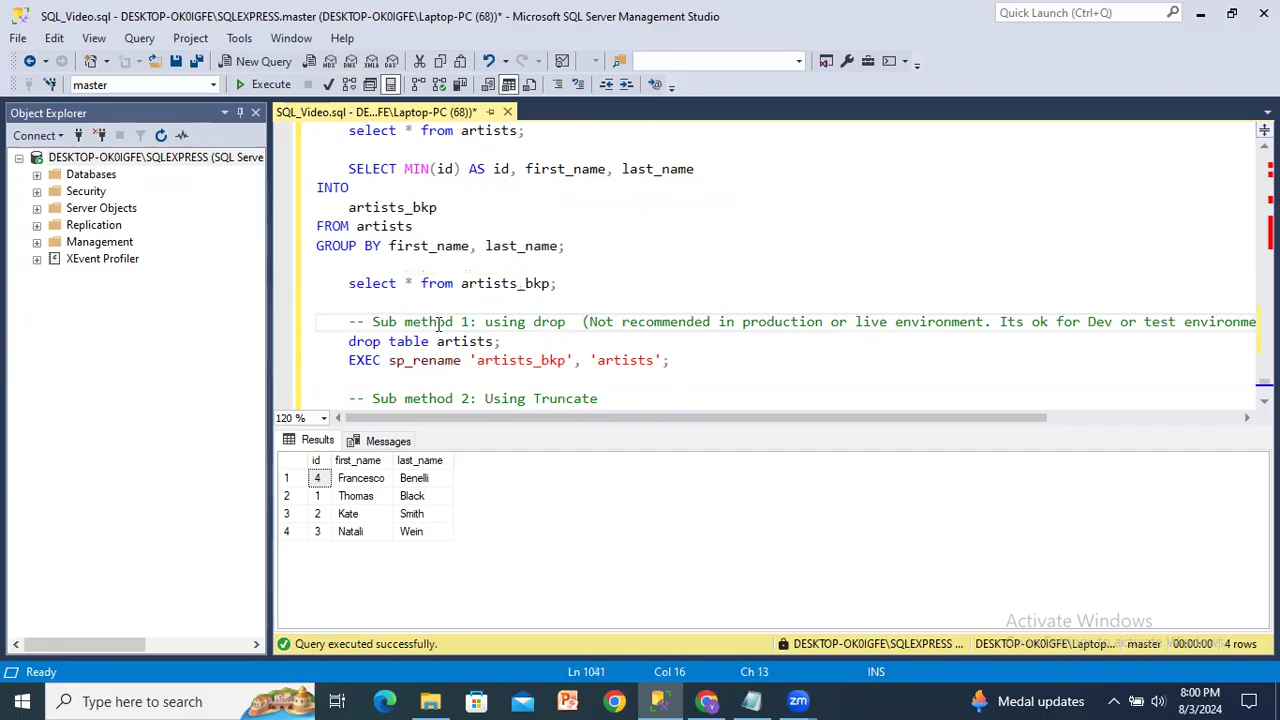 SQL_Video.sql - DESKTOP-OK0IGFE\SQLEXPRESS.master (DESKTOP-OK0IGFE\Laptop-PC (68))* - Microsoft SQL Server Management Studio
Quick Launch (Ctrl+Q)
File Edit View Query Project Tools Window Help
New Query
master
Execute
Object Explorer
SQL_Video.sql - DE...FE\Laptop-PC (68))*
Connect
DESKTOP-OK0IGFE\SQLEXPRESS (SQL Serve
Databases
Security
Server Objects
Replication
Management
XEvent Profiler
select * from artists;
SELECT MIN(id) AS id, first_name, last_name
INTO
artists_bkp
FROM artists
GROUP BY first_name, last_name;
select * from artists_bkp;
-- Sub method 1: using drop (Not recommended in production or live environment. Its ok for Dev or test environme
drop table artists;
EXEC sp_rename 'artists_bkp', 'artists';
-- Sub method 2: Using Truncate
120 %
Results Messages
id first_name last_name
1 4 Francesco Benelli
2 1 Thomas Black
3 2 Kate Smith
4 3 Natali Wein
Activate Windows
Query executed successfully.
DESKTOP-OK0IGFE\SQLEXPRESS ... DESKTOP-OK0IGFE\Laptop... master 00:00:00 4 rows
Ready Ln 1041 Col 16 Ch 13 INS
Type here to search
Medal updates
8:00 PM
8/3/2024